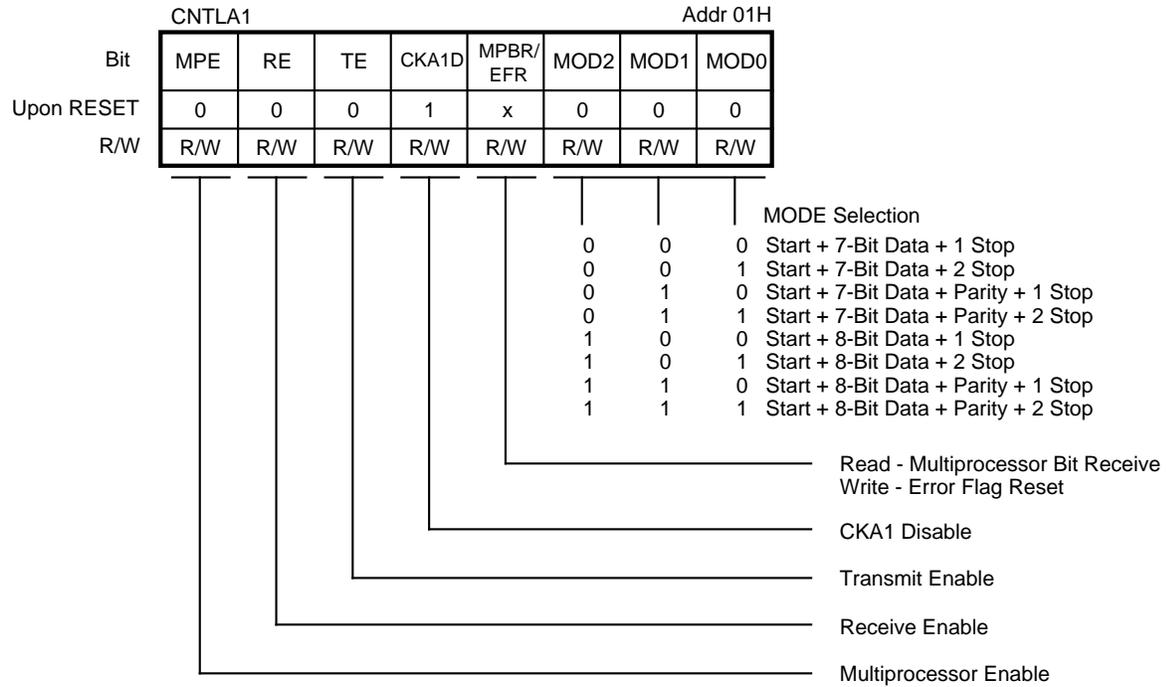 CNTLA1 Addr 01H
Bit MPE RE TE CKA1D MPBR/ EFR MOD2 MOD1 MOD0
Upon RESET 0 0 0 1 x 0 0 0
R/W R/W R/W R/W R/W R/W R/W R/W R/W
MODE Selection
0 0 0 Start + 7-Bit Data + 1 Stop
0 0 1 Start + 7-Bit Data + 2 Stop
0 1 0 Start + 7-Bit Data + Parity + 1 Stop
0 1 1 Start + 7-Bit Data + Parity + 2 Stop
1 0 0 Start + 8-Bit Data + 1 Stop
1 0 1 Start + 8-Bit Data + 2 Stop
1 1 0 Start + 8-Bit Data + Parity + 1 Stop
1 1 1 Start + 8-Bit Data + Parity + 2 Stop
Read - Multiprocessor Bit Receive
Write - Error Flag Reset
CKA1 Disable
Transmit Enable
Receive Enable
Multiprocessor Enable